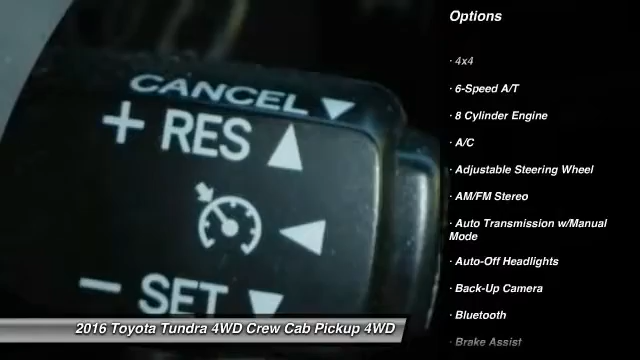 CANCEL ▼
+ RES ▲
◀
− SET ▼
2016 Toyota Tundra 4WD Crew Cab Pickup 4WD
Options
· 4x4
· 6-Speed A/T
· 8 Cylinder Engine
· A/C
· Adjustable Steering Wheel
· AM/FM Stereo
· Auto Transmission w/Manual
Mode
· Auto-Off Headlights
· Back-Up Camera
· Bluetooth
· Brake Assist